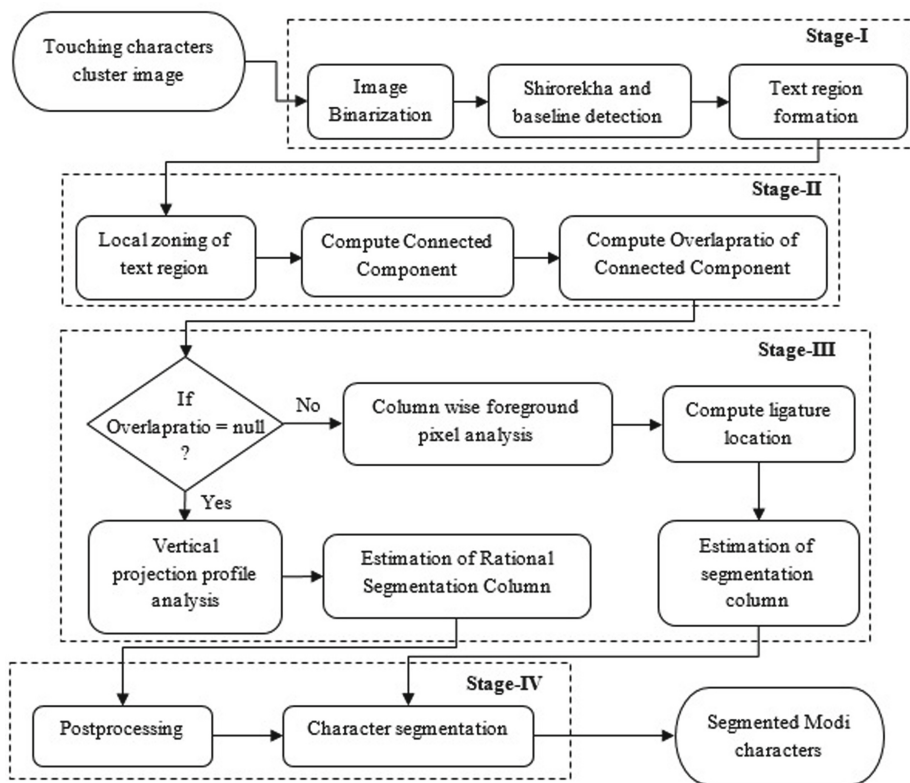 Touching characters
cluster image
Stage-I
Image
Binarization
Shirorekha and
baseline detection
Text region
formation
Stage-II
Local zoning of
text region
Compute Connected
Component
Compute Overlapratio of
Connected Component
Stage-III
If
Overlapratio = null
?
No
Column wise foreground
pixel analysis
Compute ligature
location
Yes
Vertical
projection profile
analysis
Estimation of Rational
Segmentation Column
Estimation of
segmentation
column
Stage-IV
Postprocessing
Character segmentation
Segmented Modi
characters